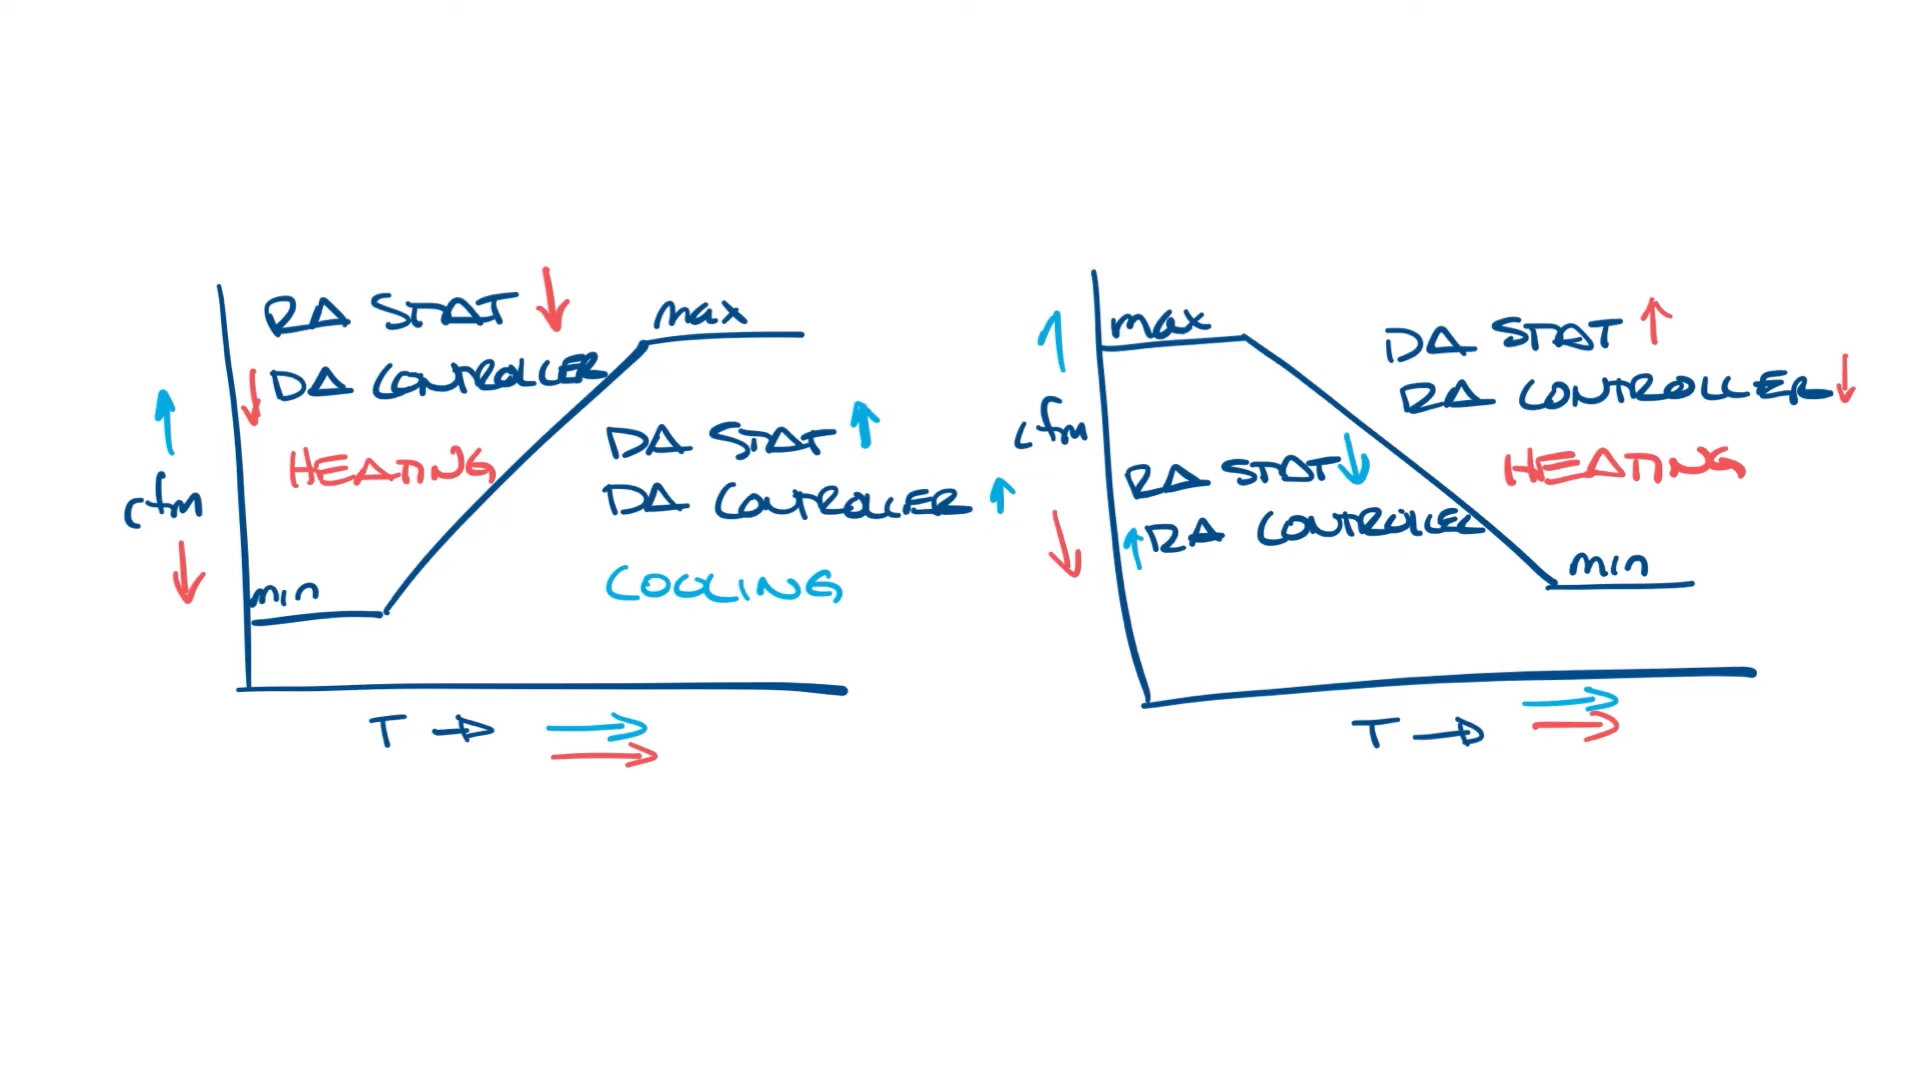 RA STAT
DA CONTROLLER
HEATING
max
DA STAT
DA CONTROLLER
COOLING
cfm
min
T
max
DA STAT
RA CONTROLLER
HEATING
cfm
RA STAT
RA CONTROLLER
min
T